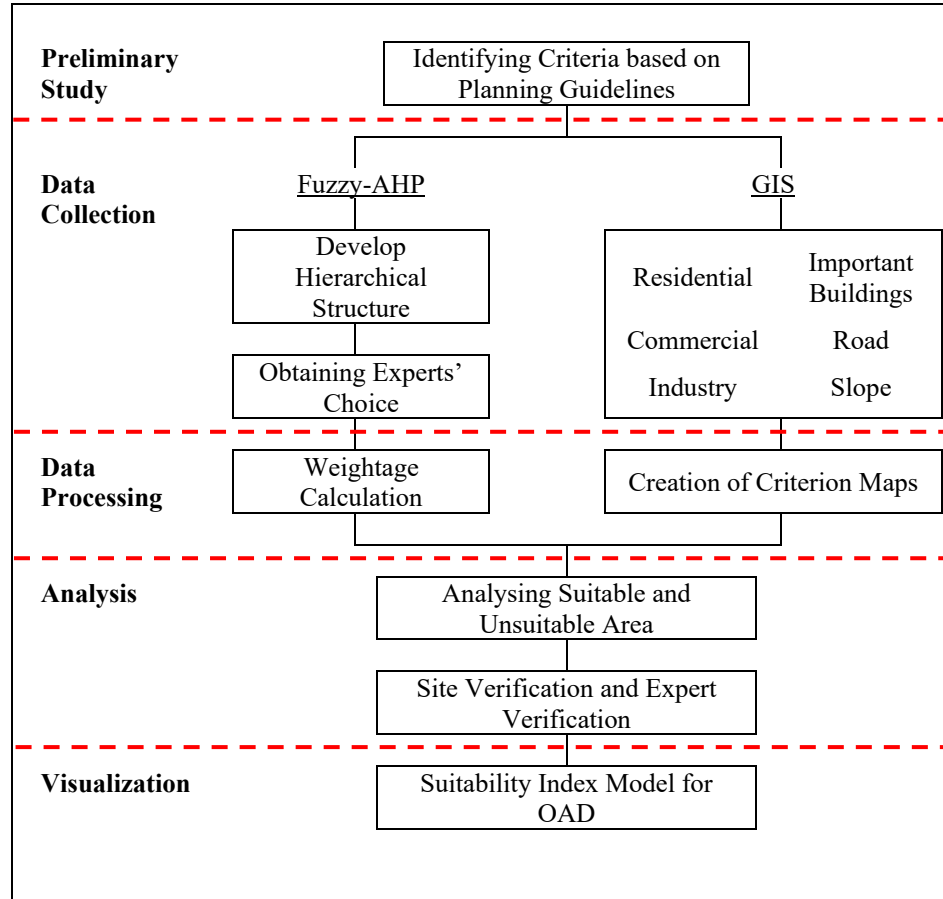 Preliminary
Study
Identifying Criteria based on
Planning Guidelines
Data
Collection
Fuzzy-AHP
GIS
Develop
Hierarchical
Structure
Obtaining Experts’
Choice
Residential
Important
Buildings
Commercial
Road
Industry
Slope
Data
Processing
Weightage
Calculation
Creation of Criterion Maps
Analysis
Analysing Suitable and
Unsuitable Area
Site Verification and Expert
Verification
Visualization
Suitability Index Model for
OAD